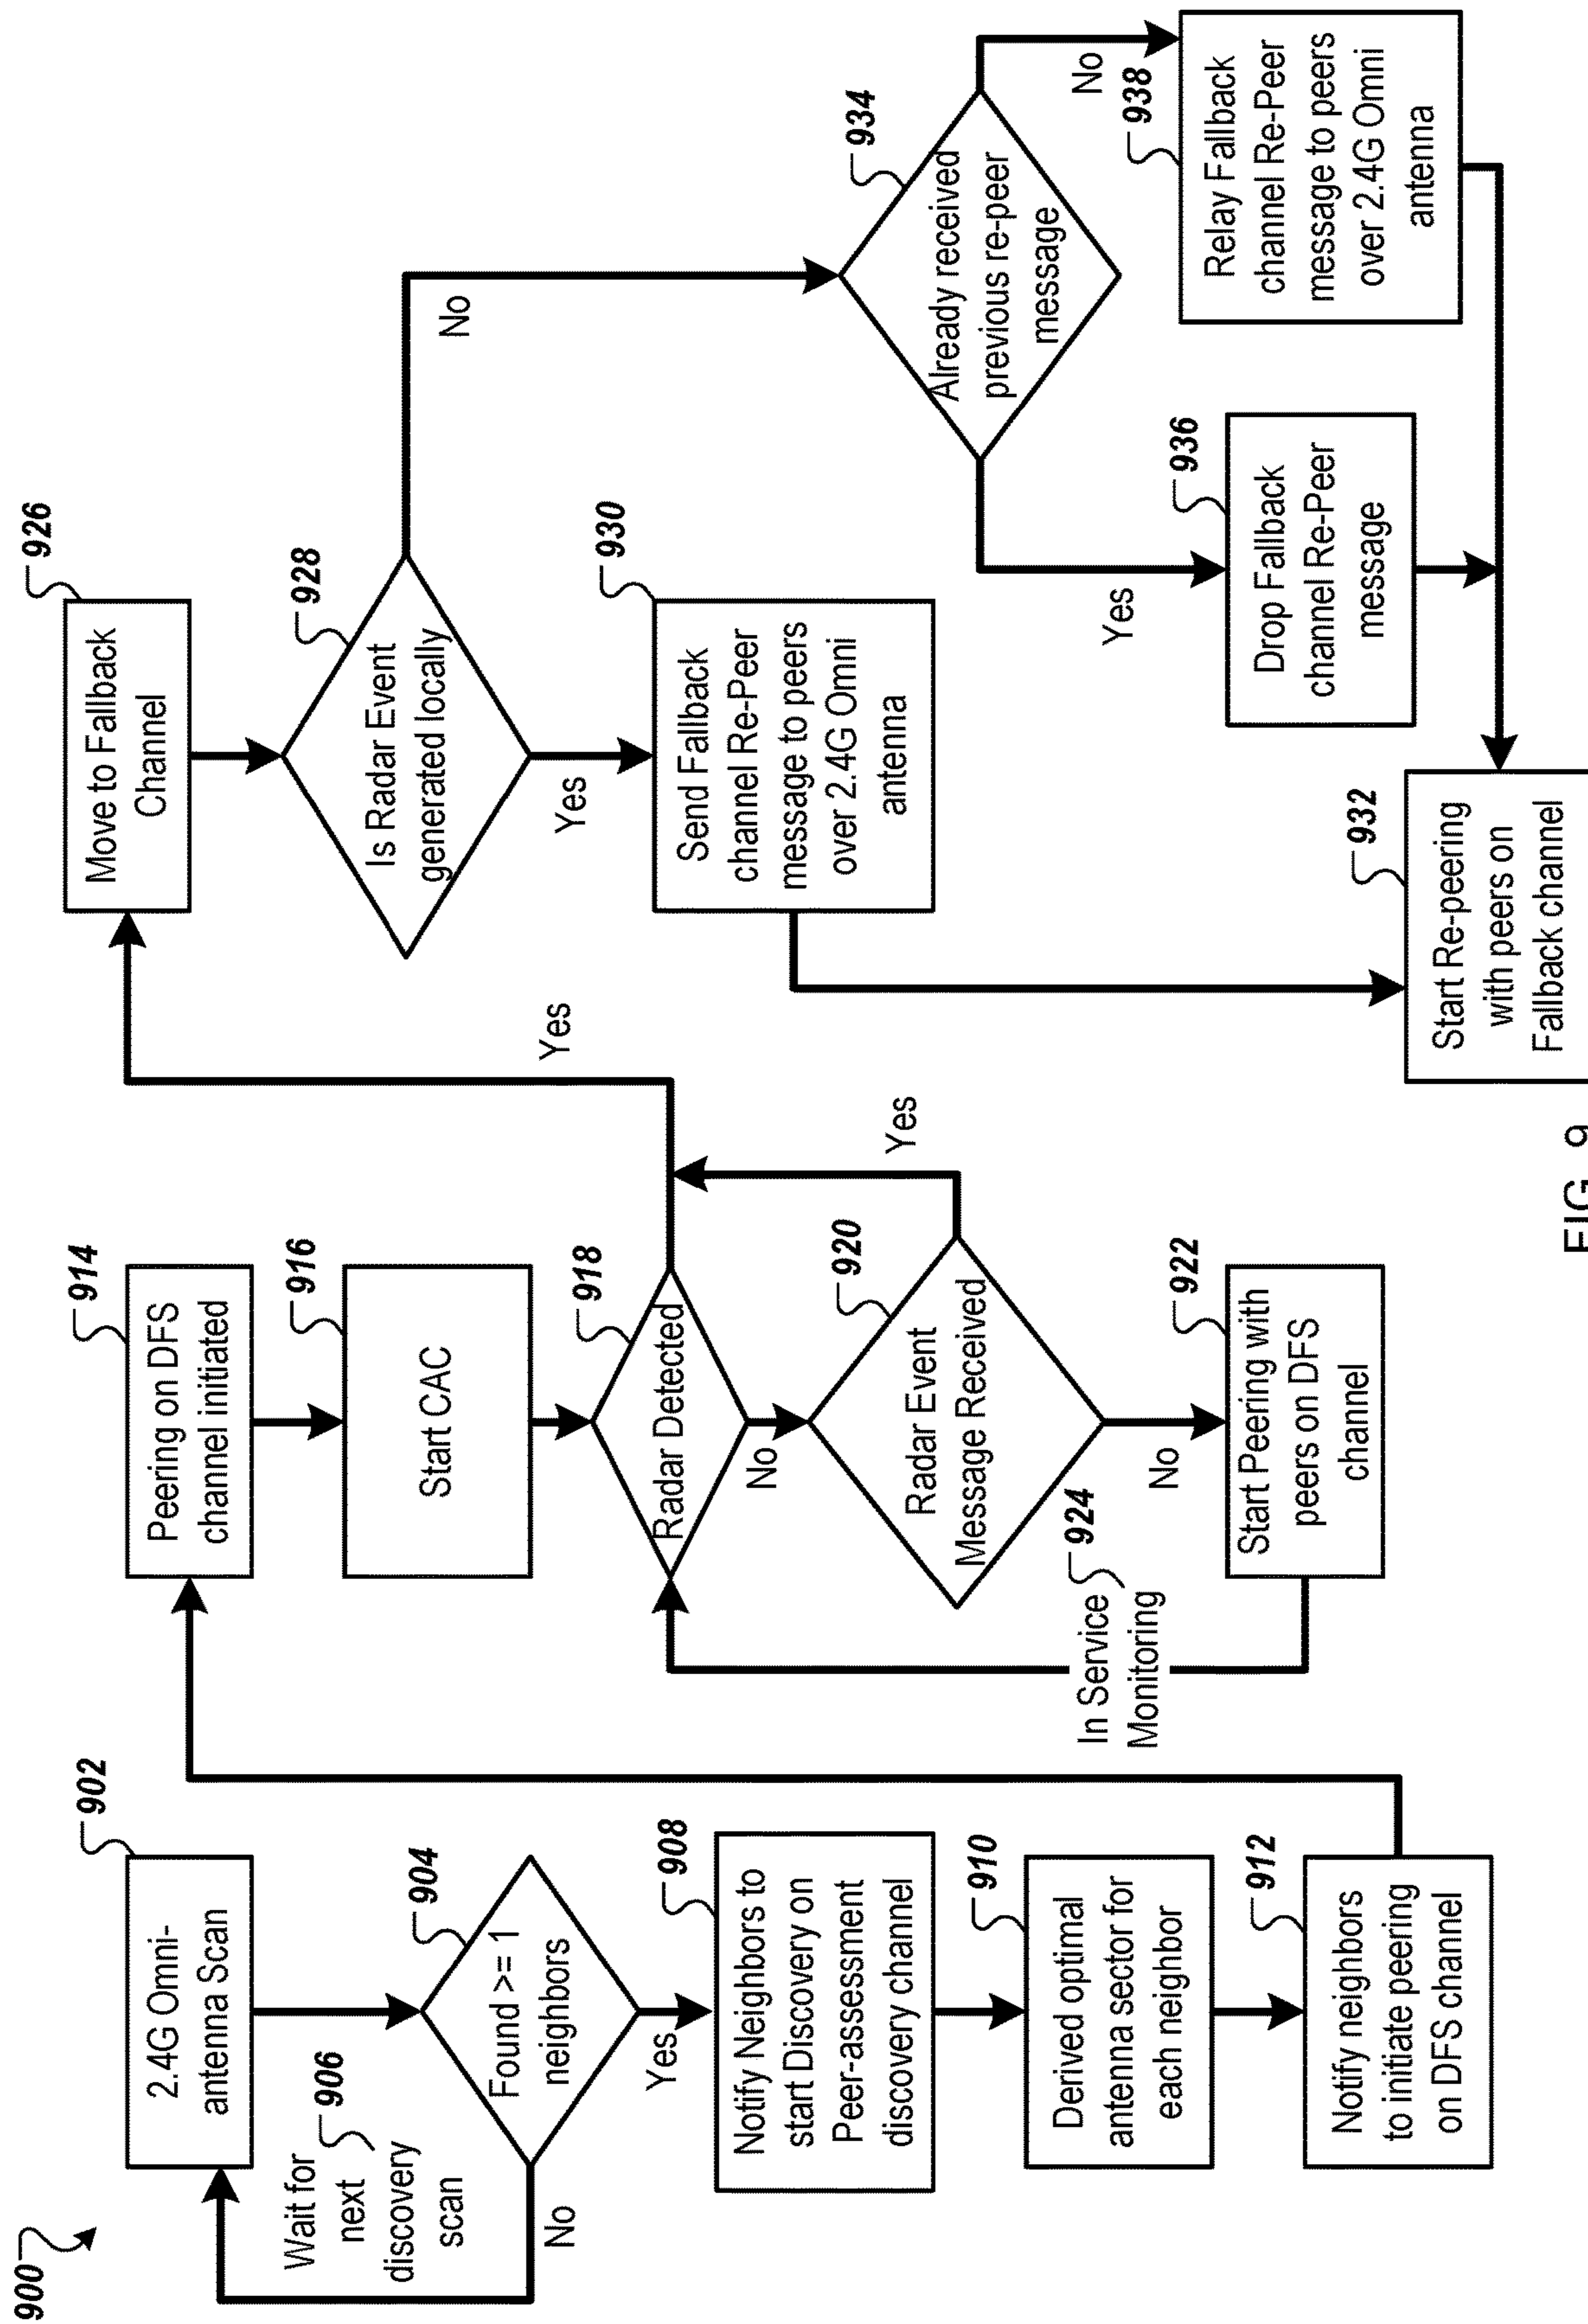 900
902
2.4G Omni-
antenna Scan
904
Found >= 1
neighbors
Wait for
next
discovery
scan
906
No
Yes
908
Notify Neighbors to
start Discovery on
Peer-assessment
discovery channel
910
Derived optimal
antenna sector for
each neighbor
912
Notify neighbors
to initiate peering
on DFS channel
914
Peering on DFS
channel initiated
916
Start CAC
918
Radar Detected
No
Yes
920
Radar Event
Message Received
Yes
No
922
Start Peering with
peers on DFS
channel
In Service
Monitoring
924
926
Move to Fallback
Channel
928
Is Radar Event
generated locally
No
Yes
930
Send Fallback
channel Re-Peer
message to peers
over 2.4G Omni
antenna
934
Already received
previous re-peer
message
Yes
No
936
Drop Fallback
channel Re-Peer
message
938
Relay Fallback
channel Re-Peer
message to peers
over 2.4G Omni
antenna
932
Start Re-peering
with peers on
Fallback channel
FIG. 9